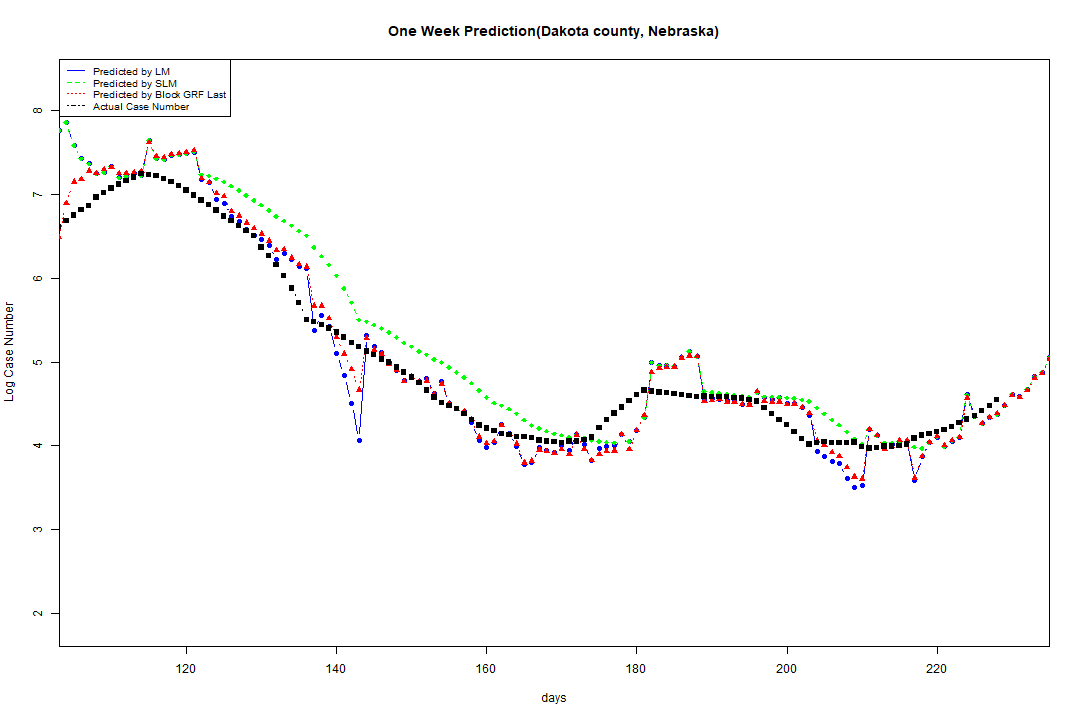 One Week Prediction(Dakota county, Nebraska)
Predicted by LM
Predicted by SLM
Predicted by Block GRF Last
Actual Case Number
8
7
6
5
4
3
2
Log Case Number
120 140 160 180 200 220
days